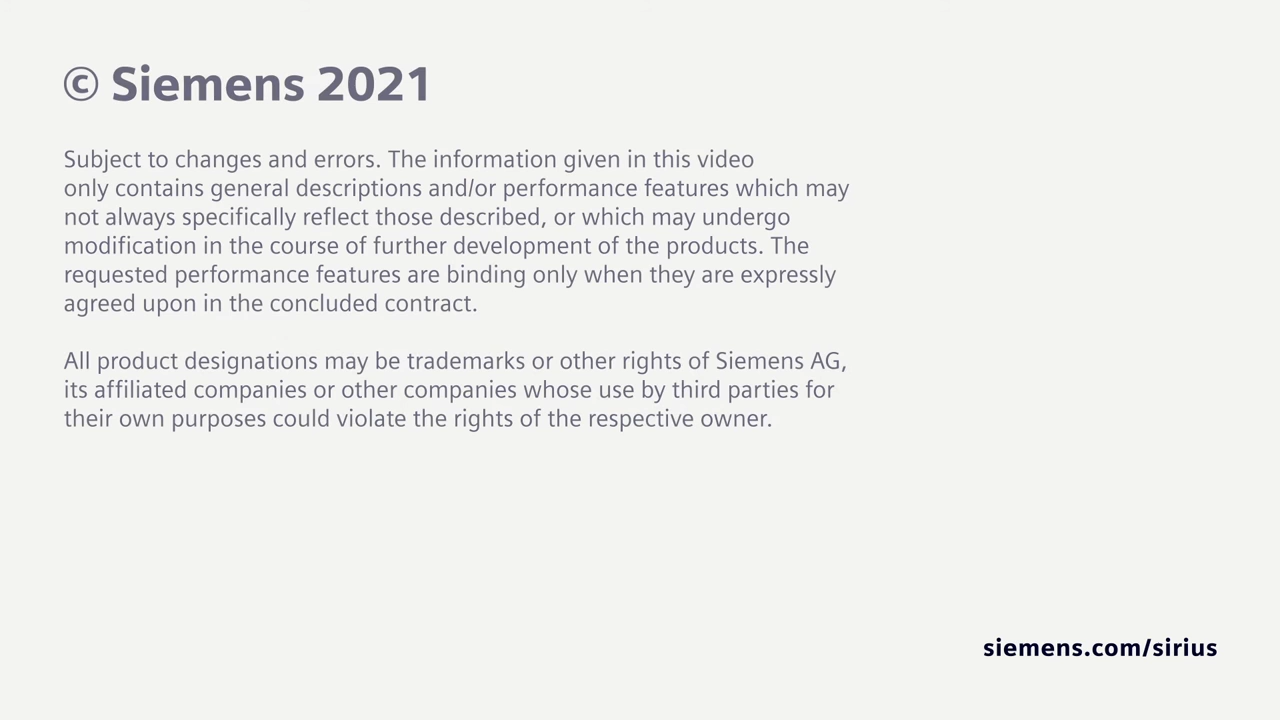 © Siemens 2021
Subject to changes and errors. The information given in this video
only contains general descriptions and/or performance features which may
not always specifically reflect those described, or which may undergo
modification in the course of further development of the products. The
requested performance features are binding only when they are expressly
agreed upon in the concluded contract.
All product designations may be trademarks or other rights of Siemens AG,
its affiliated companies or other companies whose use by third parties for
their own purposes could violate the rights of the respective owner.
siemens.com/sirius